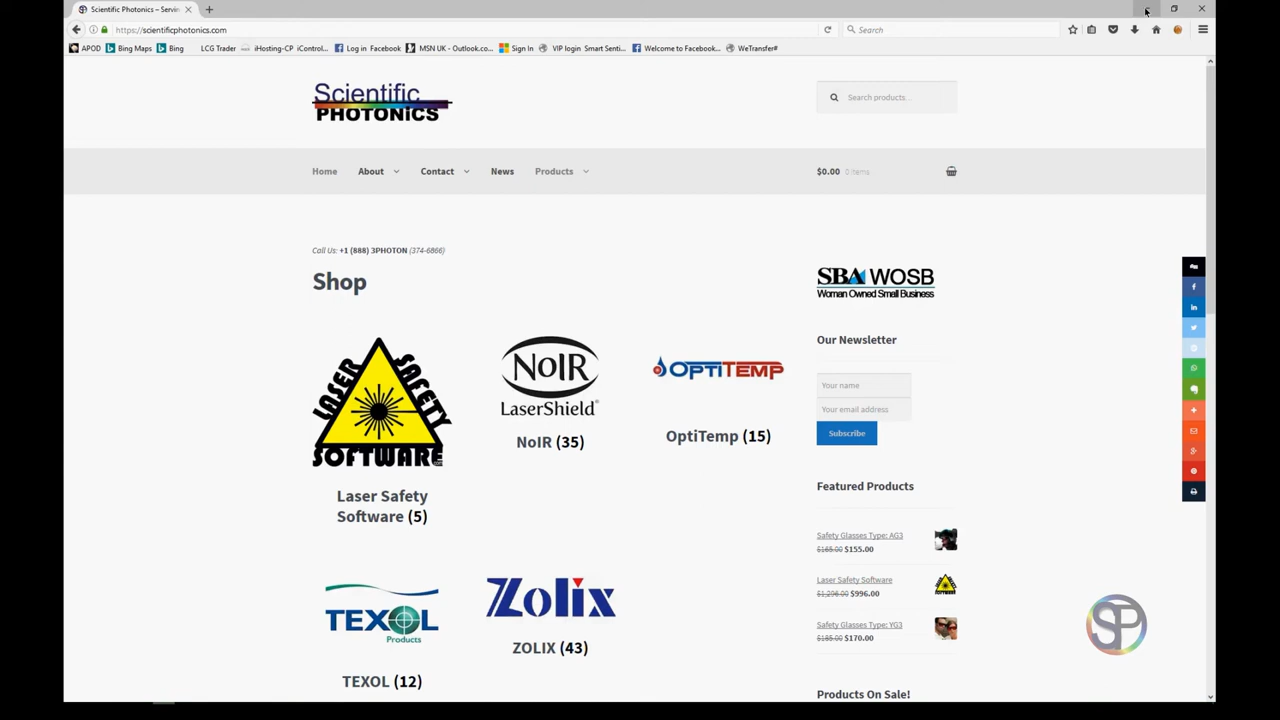 Scientific Photonics – Servin
https://scientificphotonics.com
Search
APOD Bing Maps Bing LCG Trader iHosting-CP iControl... Log in Facebook MSN UK - Outlook.co... Sign In VIP login Smart Senti... Welcome to Facebook... WeTransfer#
Scientific
PHOTONICS
Search products...
Home About Contact News Products
$0.00 0 items
Call Us: +1 (888) 3PHOTON (374-6866)
Shop
SBA WOSB
Woman Owned Small Business
Our Newsletter
Your name
Your email address
Subscribe
LASER SAFETY
SOFTWARE
NoIR
LaserShield®
OPTITEMP
NoIR (35)
OptiTemp (15)
Laser Safety
Software (5)
Featured Products
Safety Glasses Type: AG3
$165.00 $155.00
Laser Safety Software
$1,296.00 $996.00
Safety Glasses Type: YG3
$185.00 $170.00
TEXOL
Products
Zolix
ZOLIX (43)
TEXOL (12)
SP
Products On Sale!